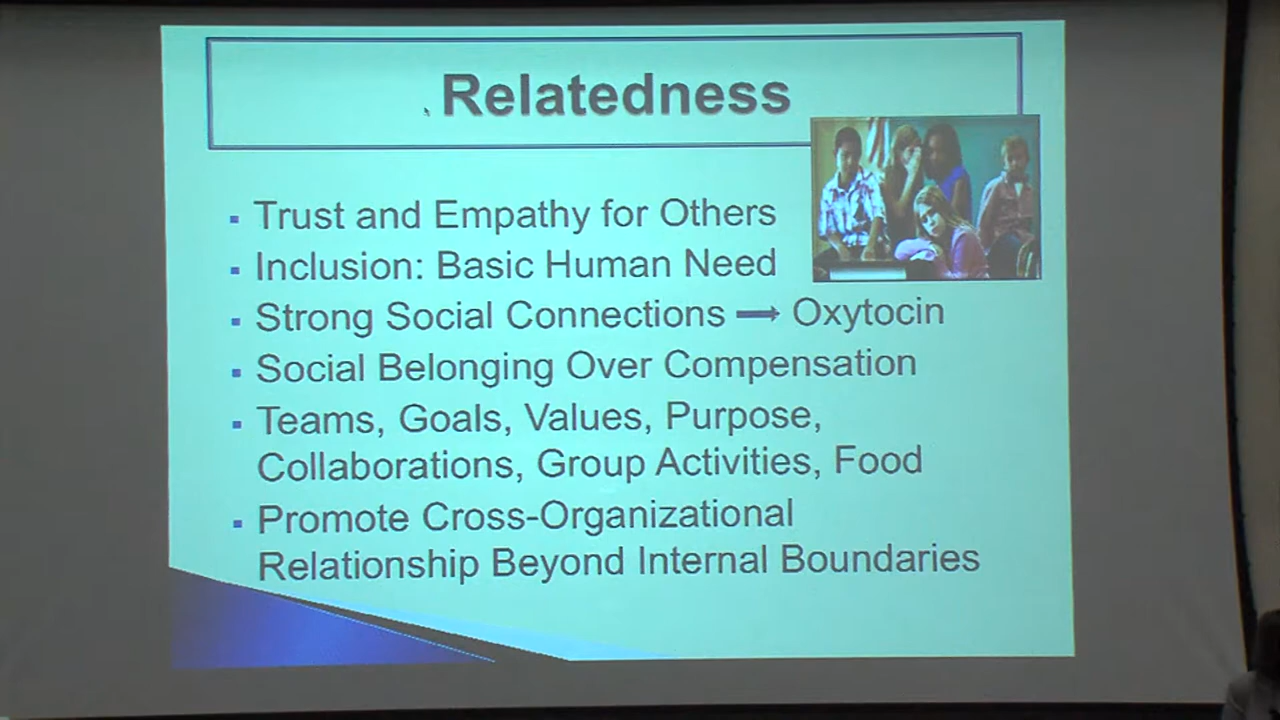 Relatedness
▪ Trust and Empathy for Others
▪ Inclusion: Basic Human Need
▪ Strong Social Connections → Oxytocin
▪ Social Belonging Over Compensation
▪ Teams, Goals, Values, Purpose,
Collaborations, Group Activities, Food
▪ Promote Cross-Organizational
Relationship Beyond Internal Boundaries